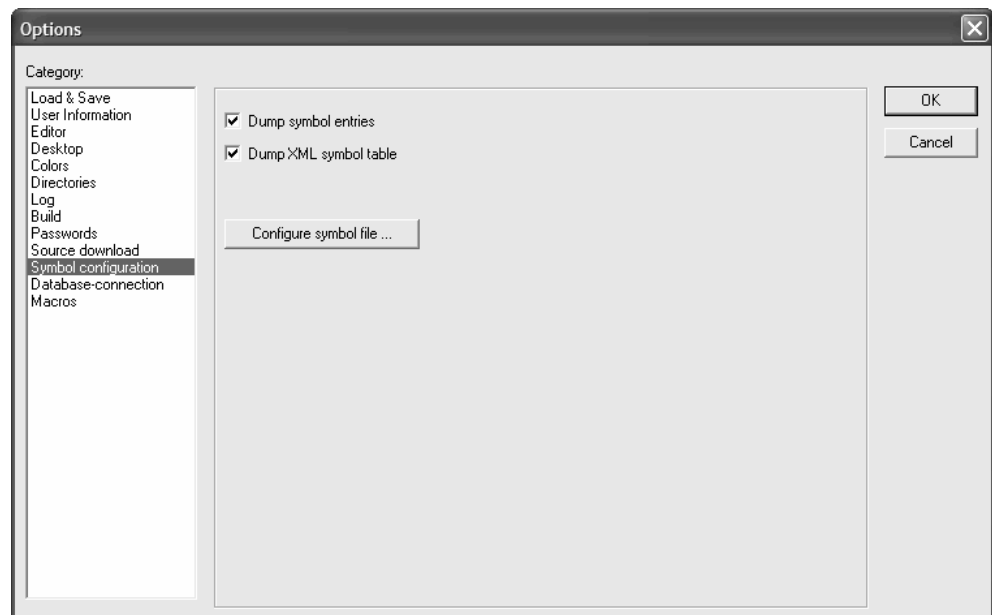 Options
Category:
Load & Save
User Information
Editor
Desktop
Colors
Directories
Log
Build
Passwords
Source download
Symbol configuration
Database-connection
Macros
Dump symbol entries
Dump XML symbol table
Configure symbol file ...
OK
Cancel